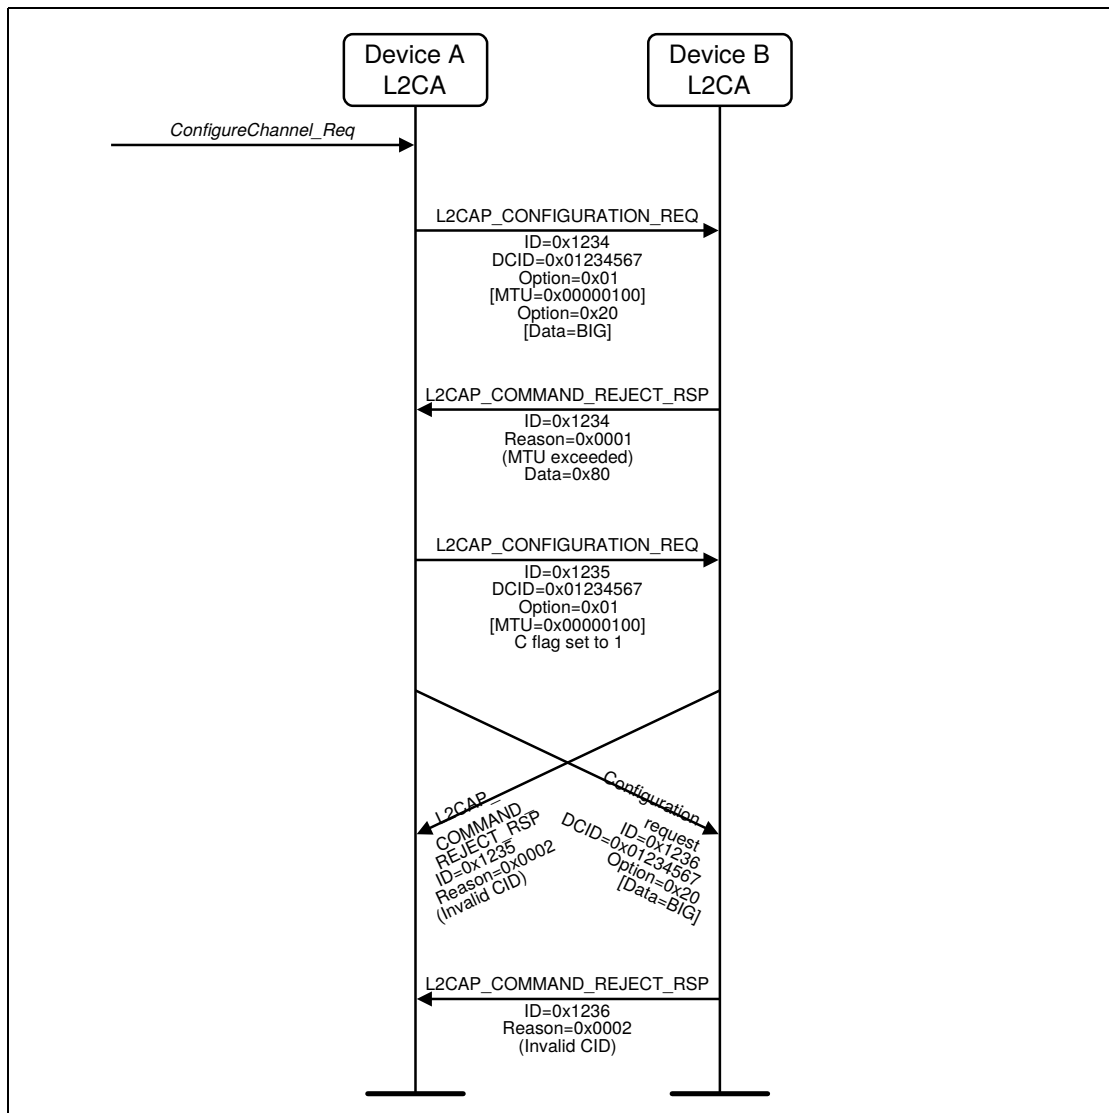 Device A
L2CA
Device B
L2CA
ConfigureChannel_Req
L2CAP_CONFIGURATION_REQ
ID=0x1234
DCID=0x01234567
Option=0x01
[MTU=0x00000100]
Option=0x20
[Data=BIG]
L2CAP_COMMAND_REJECT_RSP
ID=0x1234
Reason=0x0001
(MTU exceeded)
Data=0x80
L2CAP_CONFIGURATION_REQ
ID=0x1235
DCID=0x01234567
Option=0x01
[MTU=0x00000100]
C flag set to 1
L2CAP_
COMMAND_
REJECT_RSP
ID=0x1235
Reason=0x0002
(Invalid CID)
Configuration
request
ID=0x1236
DCID=0x01234567
Option=0x20
[Data=BIG]
L2CAP_COMMAND_REJECT_RSP
ID=0x1236
Reason=0x0002
(Invalid CID)